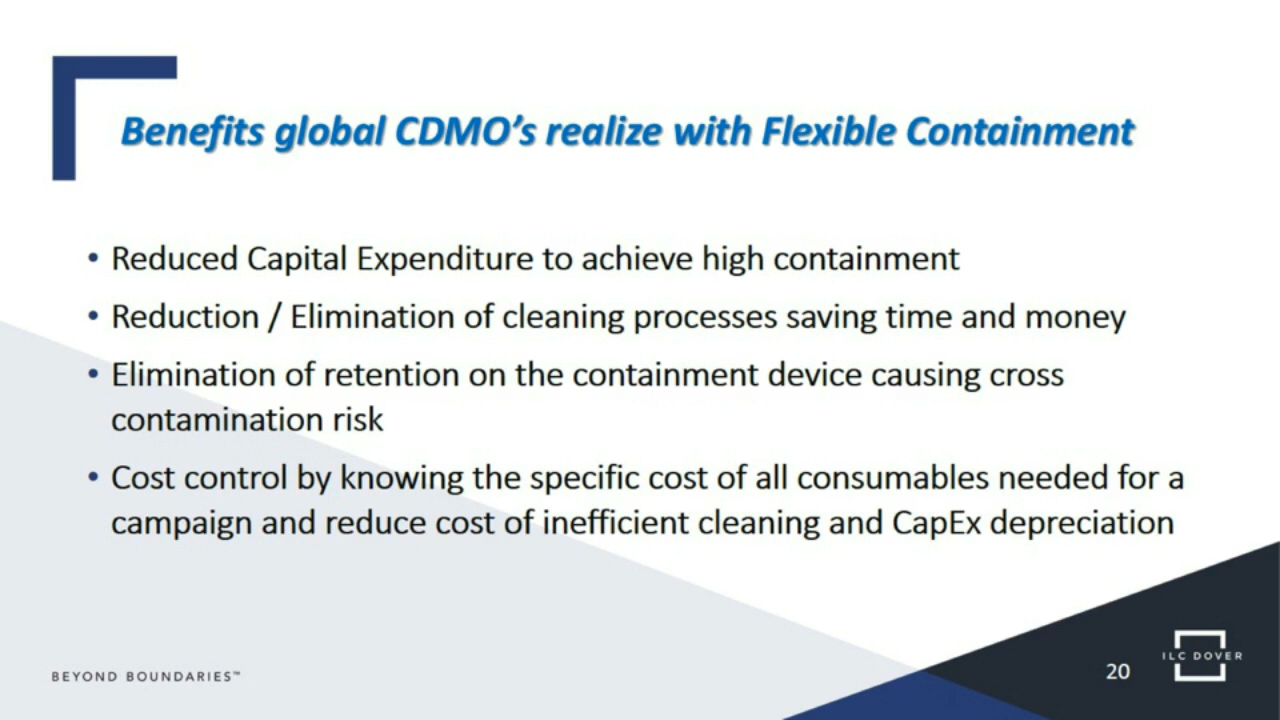 Benefits global CDMO’s realize with Flexible Containment
• Reduced Capital Expenditure to achieve high containment
• Reduction / Elimination of cleaning processes saving time and money
• Elimination of retention on the containment device causing cross
contamination risk
• Cost control by knowing the specific cost of all consumables needed for a
campaign and reduce cost of inefficient cleaning and CapEx depreciation
BEYOND BOUNDARIES™
20
ILC DOVER